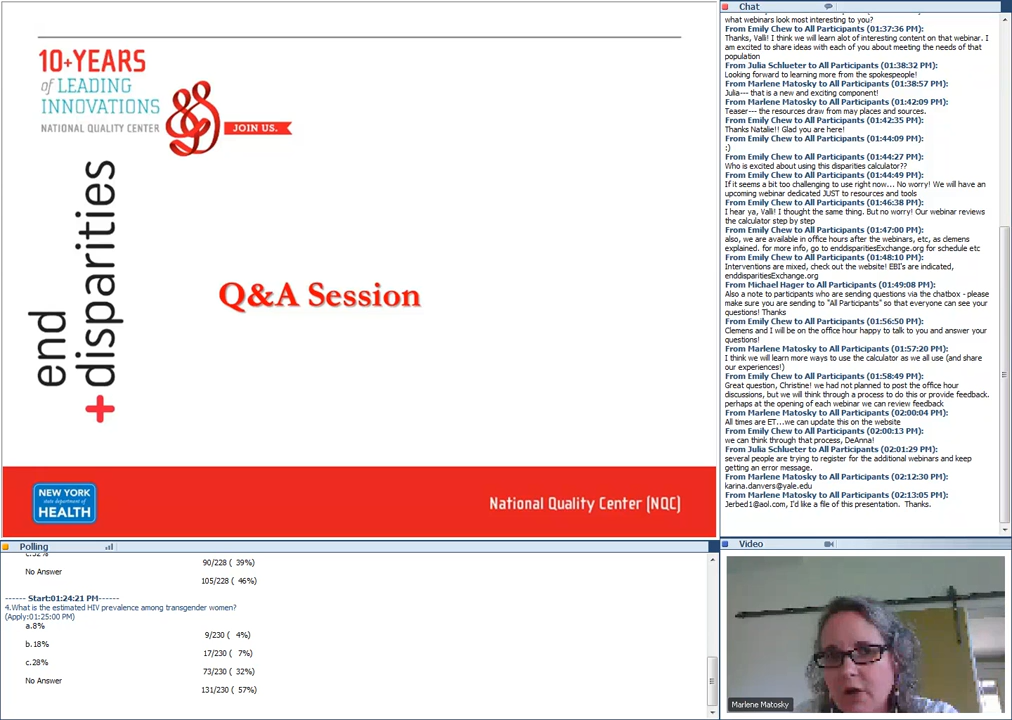 10+YEARS
of LEADING
INNOVATIONS
NATIONAL QUALITY CENTER
JOIN US.
end
+disparities
Q&A Session
NEW YORK
state department of
HEALTH
National Quality Center (NQC)
Chat
what webinars look most interesting to you?
From Emily Chew to All Participants (01:37:36 PM):
Thanks, Valli! I think we will learn alot of interesting content on that webinar. I
am excited to share ideas with each of you about meeting the needs of that
population
From Julia Schlueter to All Participants (01:38:32 PM):
Looking forward to learning more from the spokespeople!
From Marlene Matosky to All Participants (01:38:57 PM):
Julia--- that is a new and exciting component!
From Marlene Matosky to All Participants (01:42:09 PM):
Teaser--- the resources draw from may places and sources.
From Emily Chew to All Participants (01:42:35 PM):
Thanks Natalie!! Glad you are here!
From Emily Chew to All Participants (01:44:09 PM):
:)
From Emily Chew to All Participants (01:44:27 PM):
Who is excited about using this disparities calculator??
From Emily Chew to All Participants (01:44:49 PM):
If it seems a bit too challenging to use right now... No worry! We will have an
upcoming webinar dedicated JUST to resources and tools
From Emily Chew to All Participants (01:46:38 PM):
I hear ya, Valli! I thought the same thing. But no worry! Our webinar reviews
the calculator step by step
From Emily Chew to All Participants (01:47:00 PM):
also, we are available in office hours after the webinars, etc, as clemens
explained. for more info, go to enddisparitiesExchange.org for schedule etc
From Emily Chew to All Participants (01:48:10 PM):
Interventions are mixed, check out the website! EBI's are indicated,
enddisparitiesExchange.org
From Michael Hager to All Participants (01:49:08 PM):
Also a note to participants who are sending questions via the chatbox - please
make sure you are sending to "All Participants" so that everyone can see your
questions! Thanks
From Emily Chew to All Participants (01:56:50 PM):
Clemens and I will be on the office hour happy to talk to you and answer your
questions!
From Marlene Matosky to All Participants (01:57:20 PM):
I think we will learn more ways to use the calculator as we all use (and share
our experiences!)
From Emily Chew to All Participants (01:58:49 PM):
Great question, Christine! we had not planned to post the office hour
discussions, but we will think through a process to do this or provide feedback.
perhaps at the opening of each webinar we can review feedback
From Marlene Matosky to All Participants (02:00:04 PM):
All times are ET...we can update this on the website
From Emily Chew to All Participants (02:00:13 PM):
we can think through that process, DeAnna!
From Julia Schlueter to All Participants (02:01:29 PM):
several people are trying to register for the additional webinars and keep
getting an error message.
From Marlene Matosky to All Participants (02:12:30 PM):
karina.danvers@yale.edu
From Marlene Matosky to All Participants (02:13:05 PM):
Jerbed1@aol.com, I'd like a file of this presentation. Thanks.
Polling
90/228 ( 39%)
No Answer
105/228 ( 46%)
------ Start:01:24:21 PM------
4.What is the estimated HIV prevalence among transgender women?
(Apply:01:25:00 PM)
a.8%
9/230 ( 4%)
b.18%
17/230 ( 7%)
c.28%
73/230 ( 32%)
No Answer
131/230 ( 57%)
Video
Marlene Matosky